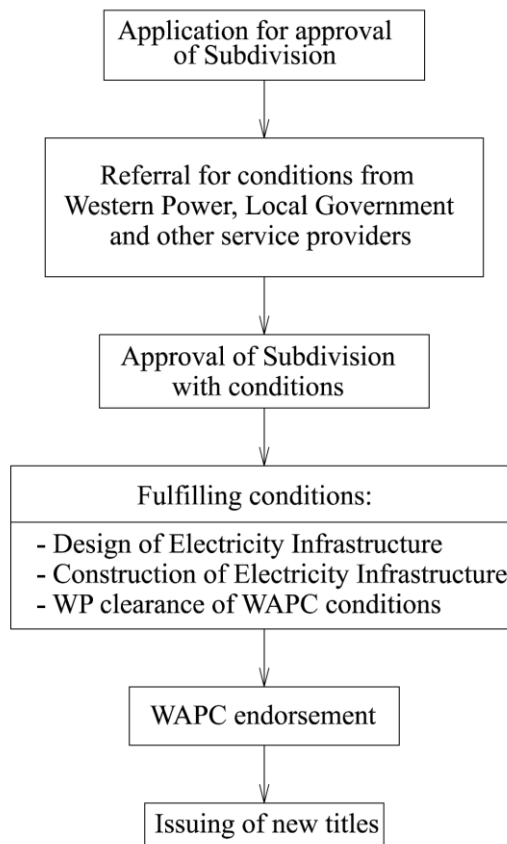 Application for approval
of Subdivision
Referral for conditions from
Western Power, Local Government
and other service providers
Approval of Subdivision
with conditions
Fulfilling conditions:
- Design of Electricity Infrastructure
- Construction of Electricity Infrastructure
- WP clearance of WAPC conditions
WAPC endorsement
Issuing of new titles